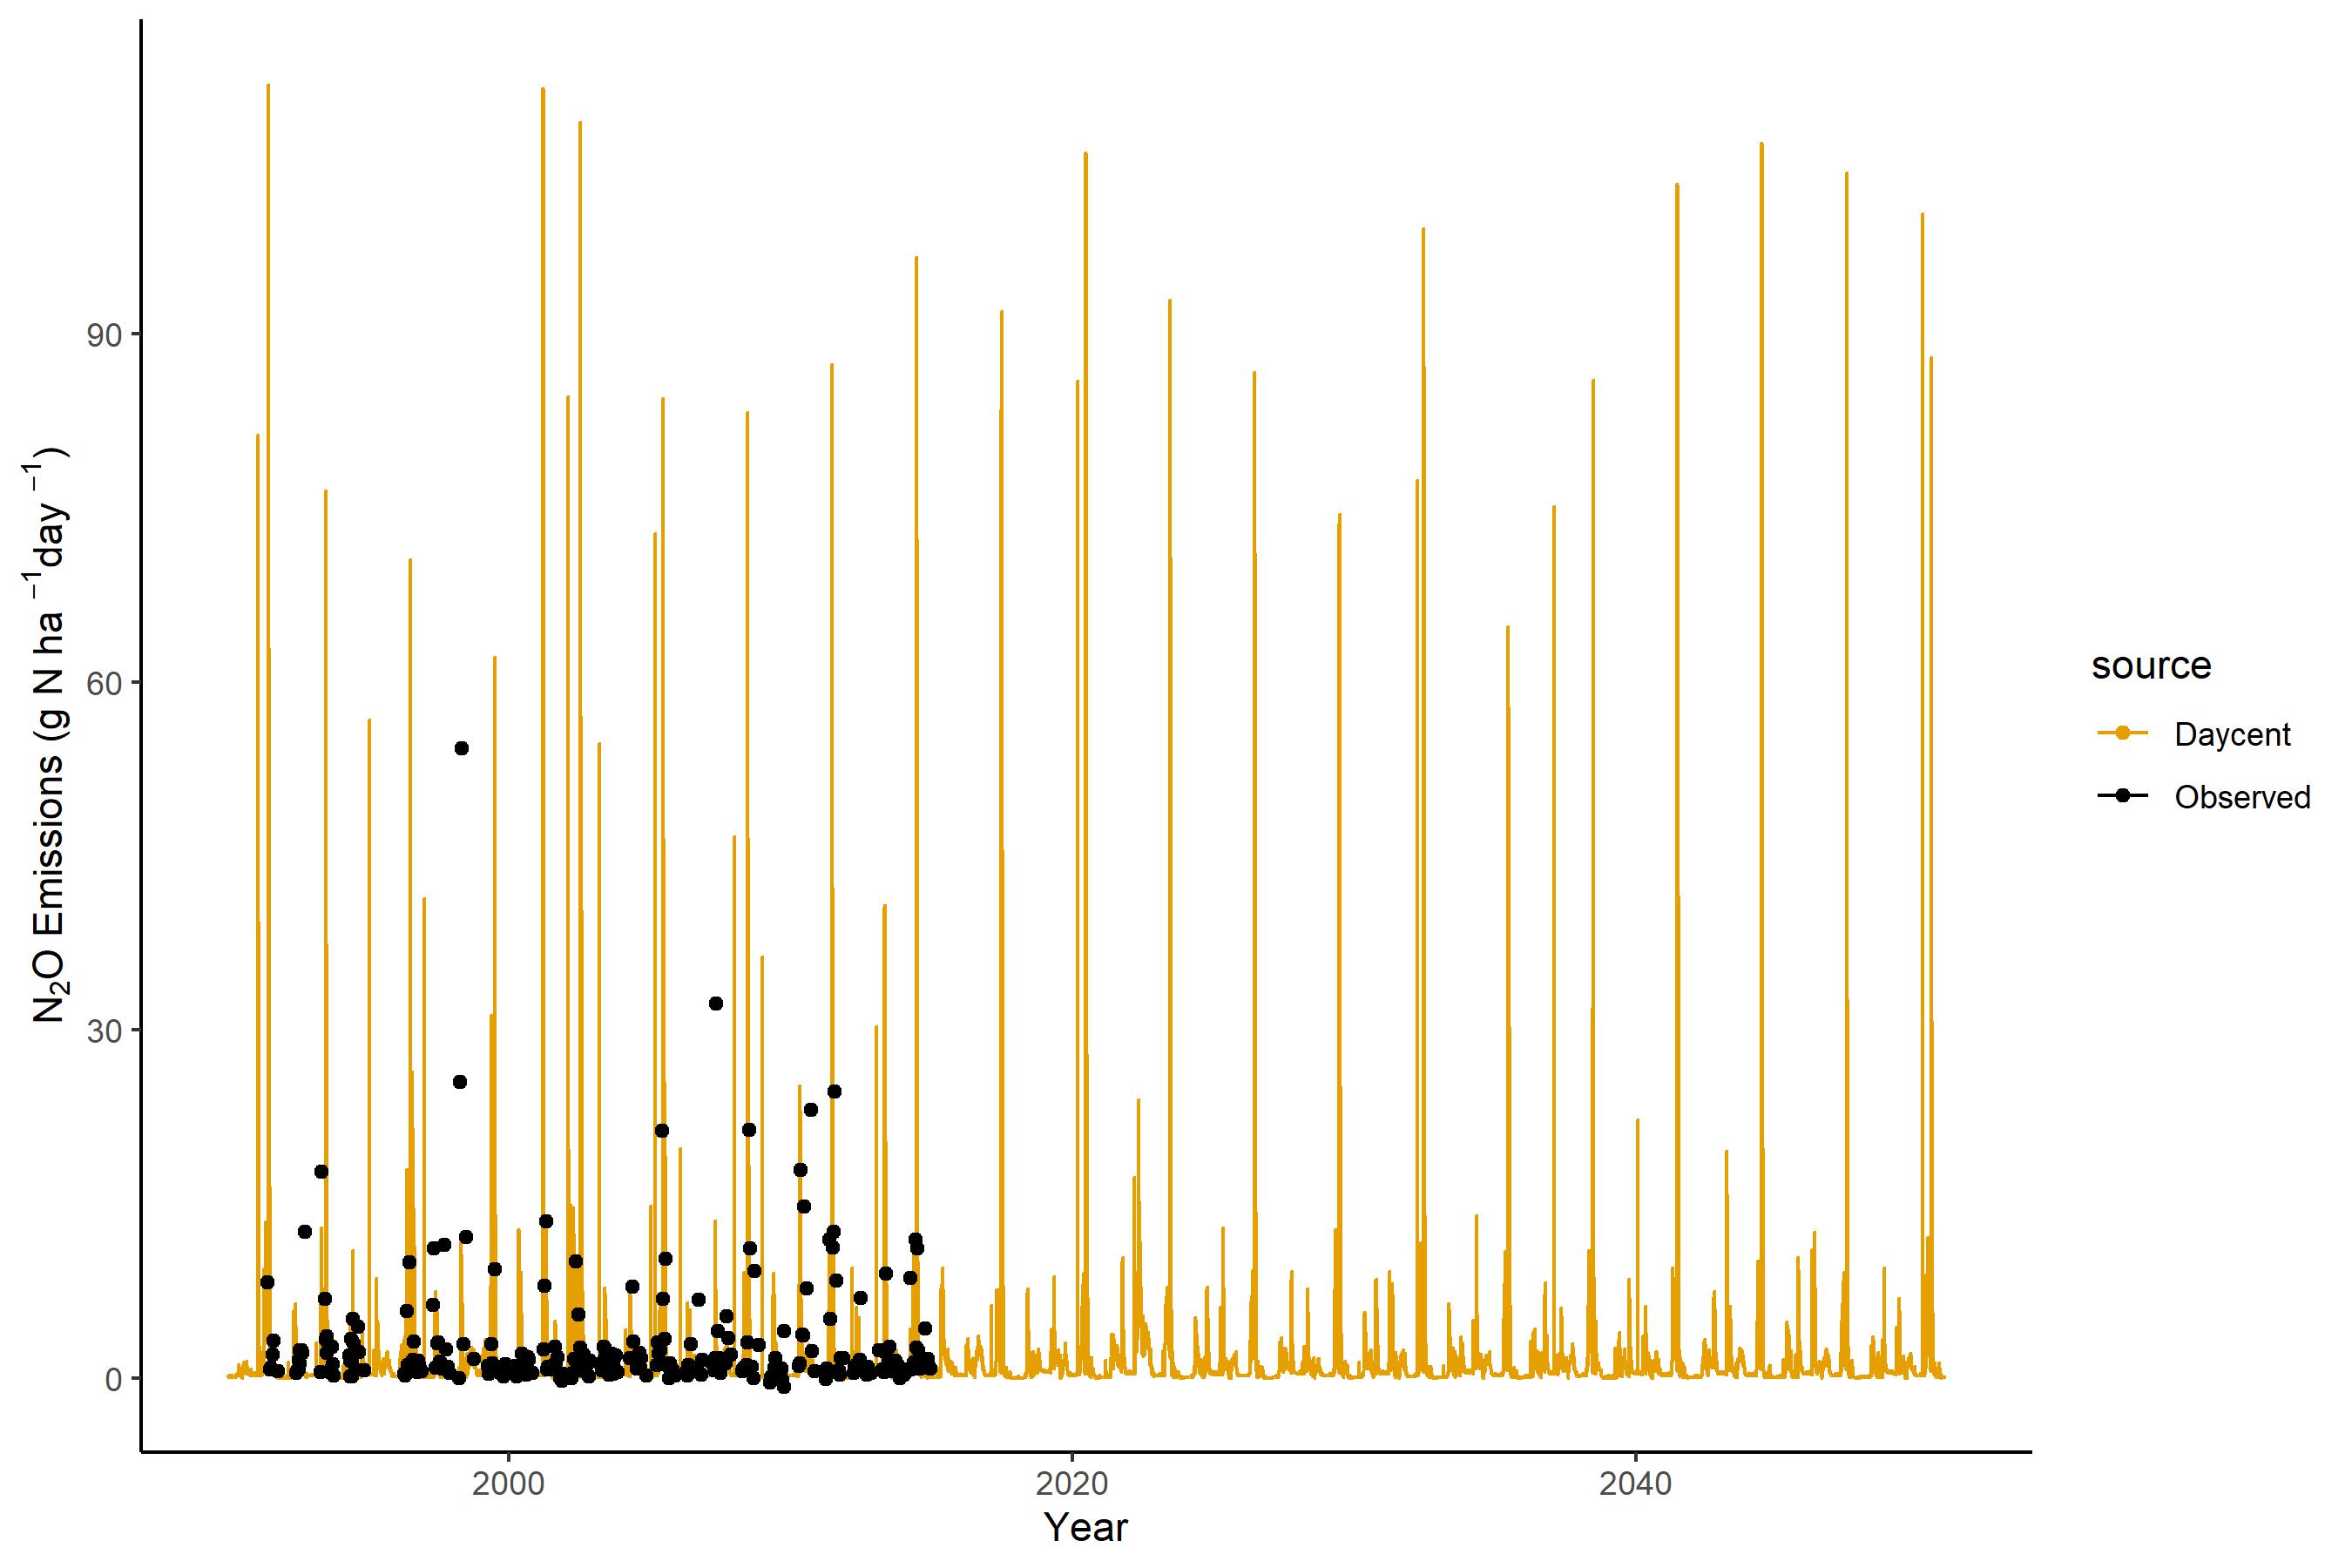 N₂O Emissions (g N ha ⁻¹day ⁻¹)
90
60
30
0
2000
2020
2040
Year
source
Daycent
Observed